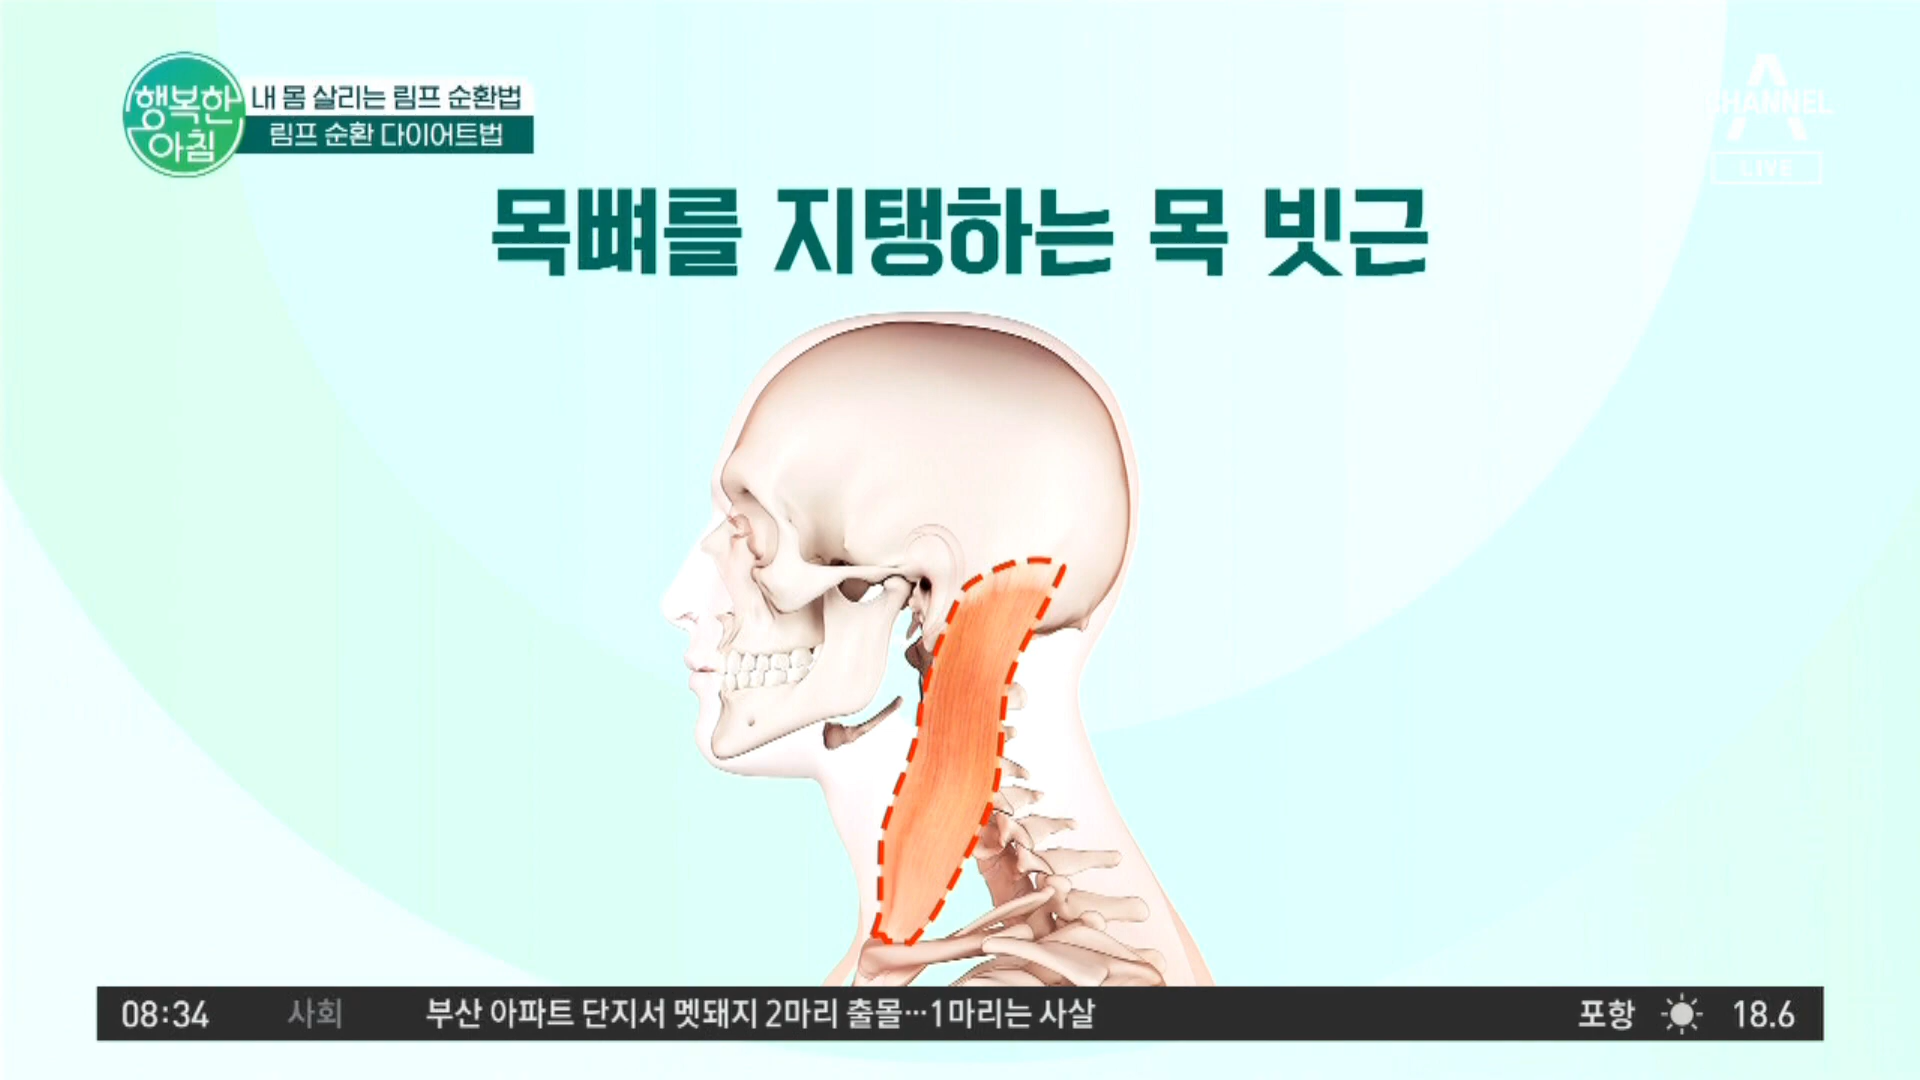 행복한
아침
내 몸 살리는 림프 순환법
림프 순환 다이어트법
CHANNEL
A
LIVE
목뼈를 지탱하는 목 빗근
08:34 사회 부산 아파트 단지서 멧돼지 2마리 출몰…1마리는 사살 포항 18.6